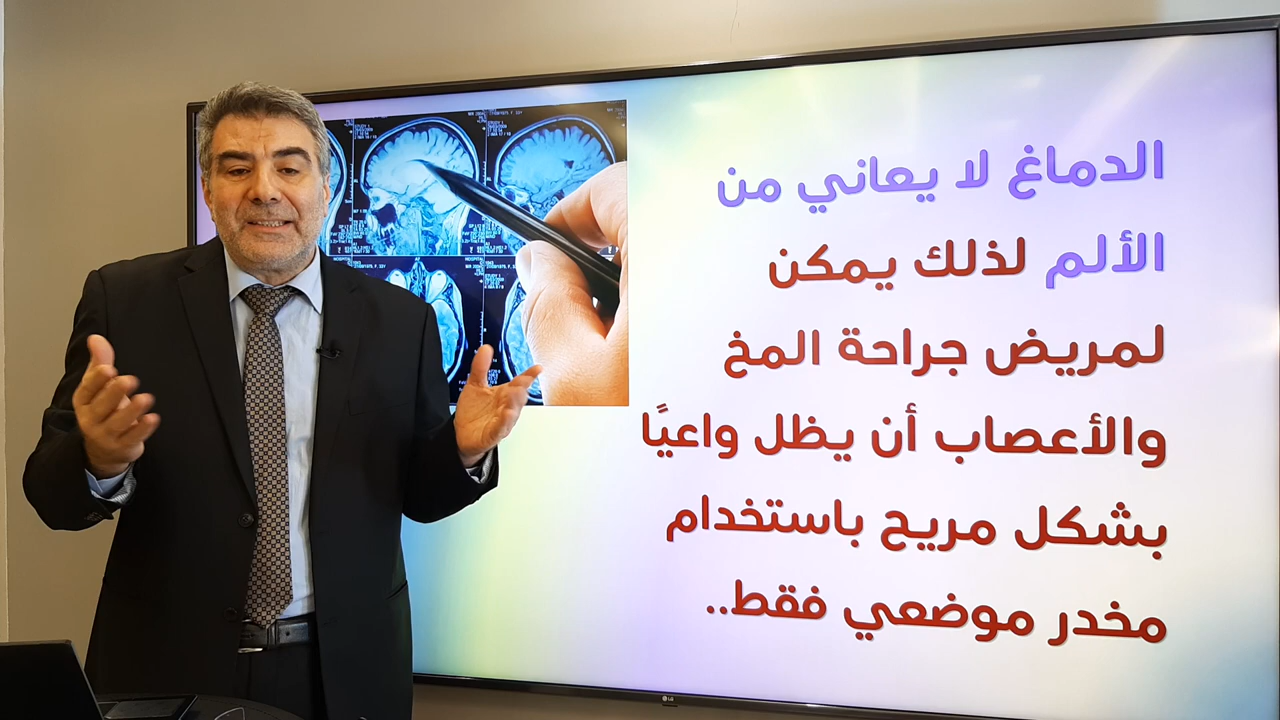 الدماغ لا يعاني من
الألم لذلك يمكن
لمريض جراحة المخ
والأعصاب أن يظل واعيًا
بشكل مريح باستخدام
مخدر موضعي فقط..
LG